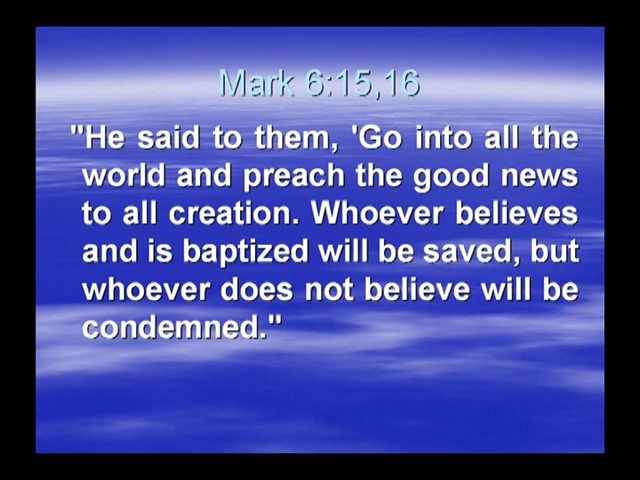 Mark 6:15,16
"He said to them, 'Go into all the
world and preach the good news
to all creation. Whoever believes
and is baptized will be saved, but
whoever does not believe will be
condemned."